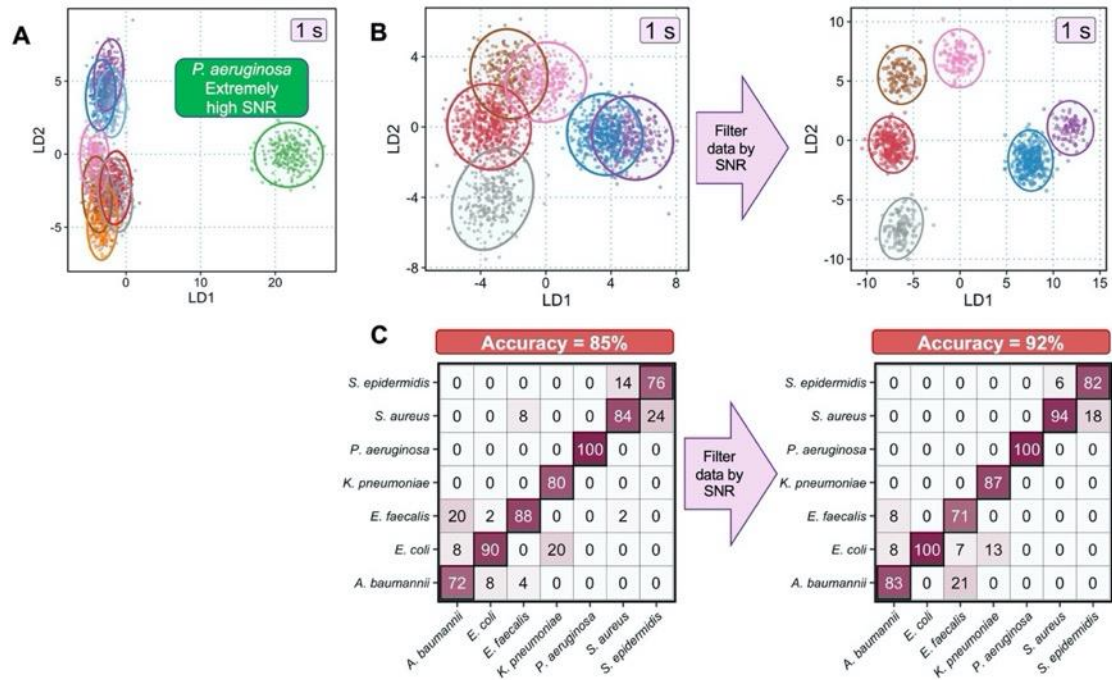 A
1 s
P. aeruginosa
Extremely
high SNR
LD2
5
0
-5
0
10
20
LD1
B
1 s
LD2
4
0
-4
-8
-4
0
4
8
LD1
Filter
data by
SNR
1 s
LD2
10
5
0
-5
-10
-10
-5
0
5
10
15
LD1
C
Accuracy = 85%
S. epidermidis 0 0 0 0 0 14 76
S. aureus 0 0 8 0 0 84 24
P. aeruginosa 0 0 0 0 100 0 0
K. pneumoniae 0 0 0 80 0 0 0
E. faecalis 20 2 88 0 0 2 0
E. coli 8 90 0 20 0 0 0
A. baumannii 72 8 4 0 0 0 0
A. baumannii
E. coli
E. faecalis
K. pneumoniae
P. aeruginosa
S. aureus
S. epidermidis
Filter
data by
SNR
Accuracy = 92%
S. epidermidis 0 0 0 0 0 6 82
S. aureus 0 0 0 0 0 94 18
P. aeruginosa 0 0 0 0 100 0 0
K. pneumoniae 0 0 0 87 0 0 0
E. faecalis 8 0 71 0 0 0 0
E. coli 8 100 7 13 0 0 0
A. baumannii 83 0 21 0 0 0 0
A. baumannii
E. coli
E. faecalis
K. pneumoniae
P. aeruginosa
S. aureus
S. epidermidis